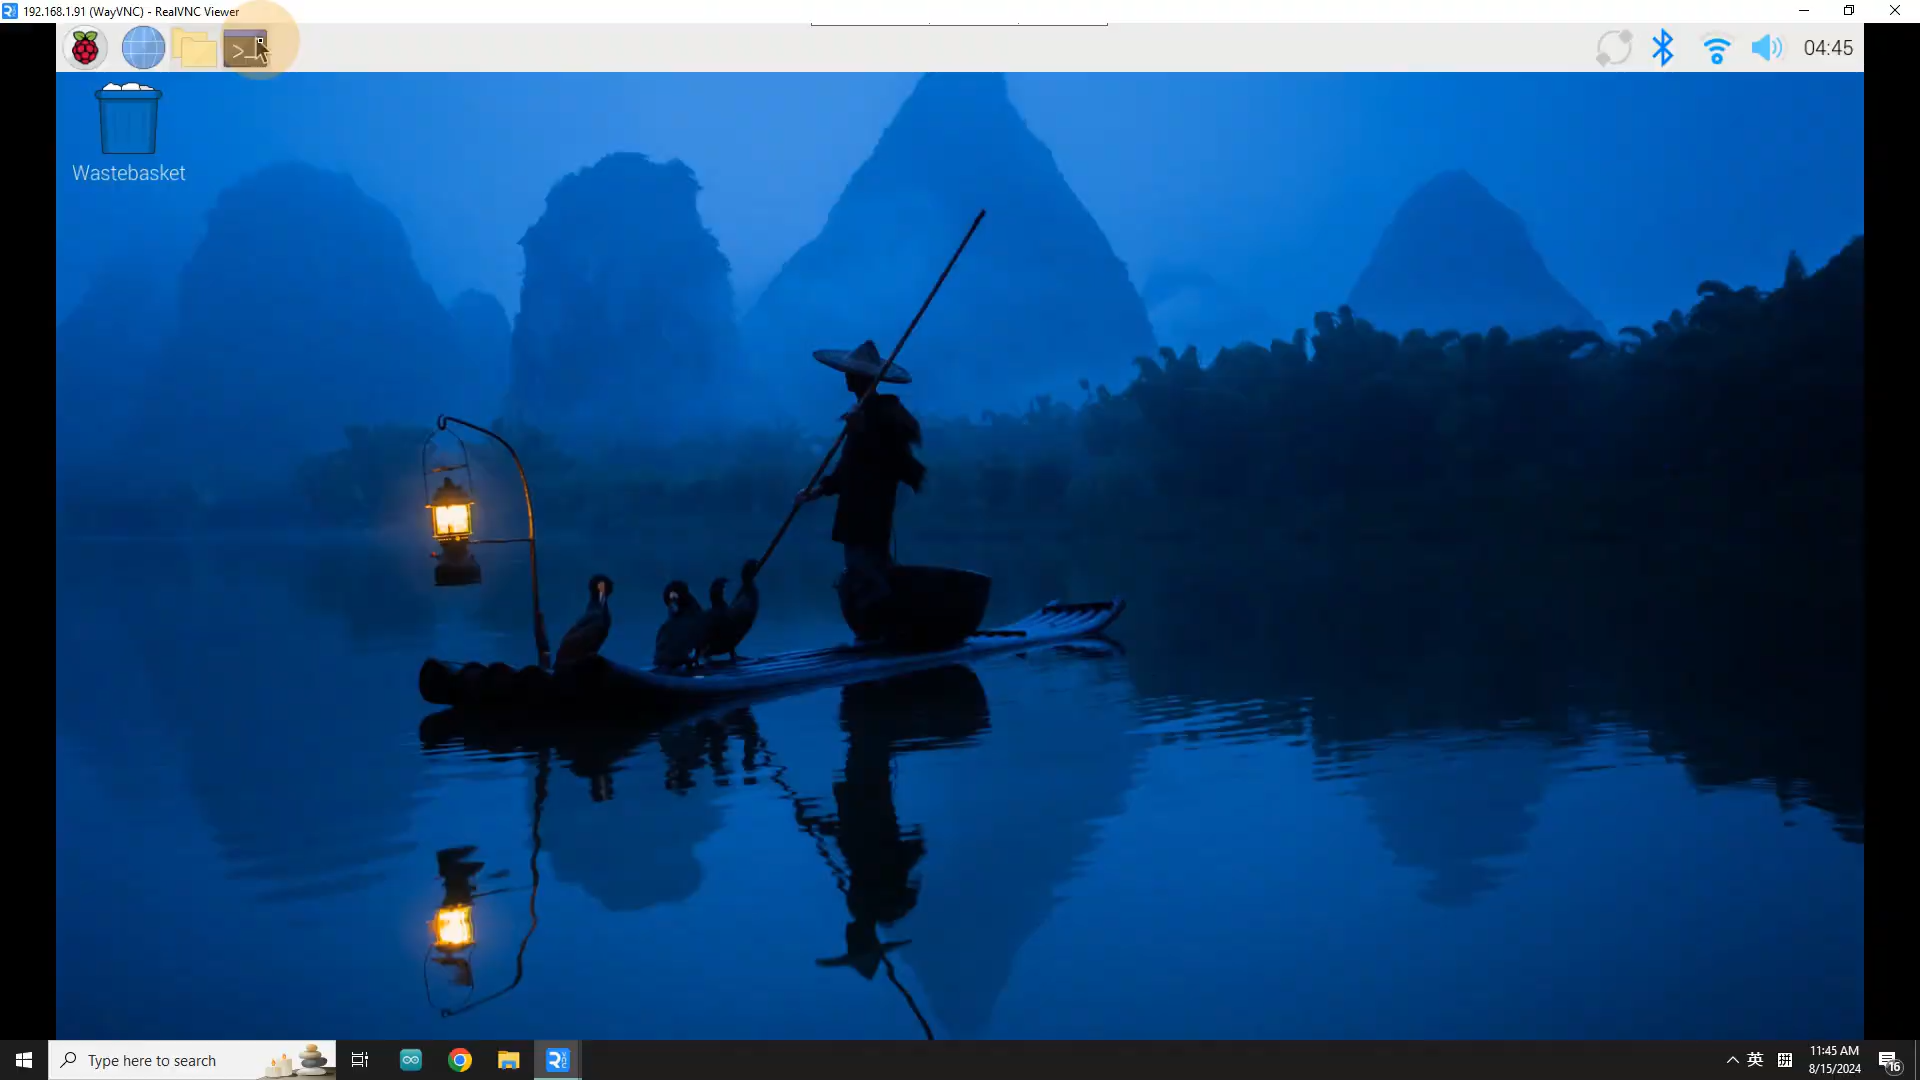 192.168.1.91 (WayVNC) - RealVNC Viewer
>_
04:45
Wastebasket
Type here to search
英
拼
11:45 AM
8/15/2024
16